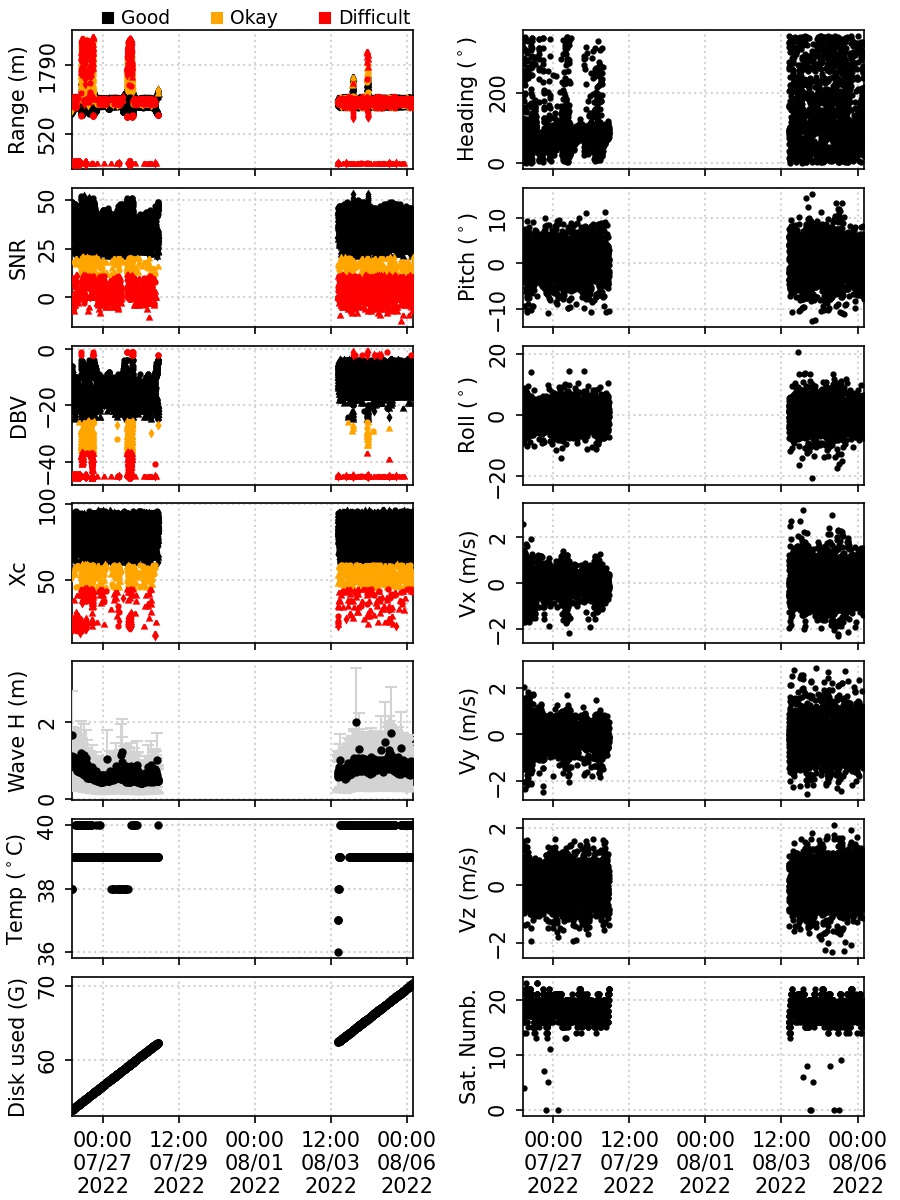 Good Okay Difficult
Range (m)
1790
520
Heading (°)
200
0
SNR
50
25
0
Pitch (°)
10
0
−10
DBV
0
−20
−40
Roll (°)
20
0
−20
Xc
100
50
Vx (m/s)
2
0
−2
Wave H (m)
2
0
Vy (m/s)
2
0
−2
Temp (°C)
40
38
36
Vz (m/s)
2
0
−2
Disk used (G)
70
60
Sat. Numb.
20
10
0
00:00 12:00 00:00 12:00 00:00
07/27 07/29 08/01 08/03 08/06
2022 2022 2022 2022 2022
00:00 12:00 00:00 12:00 00:00
07/27 07/29 08/01 08/03 08/06
2022 2022 2022 2022 2022